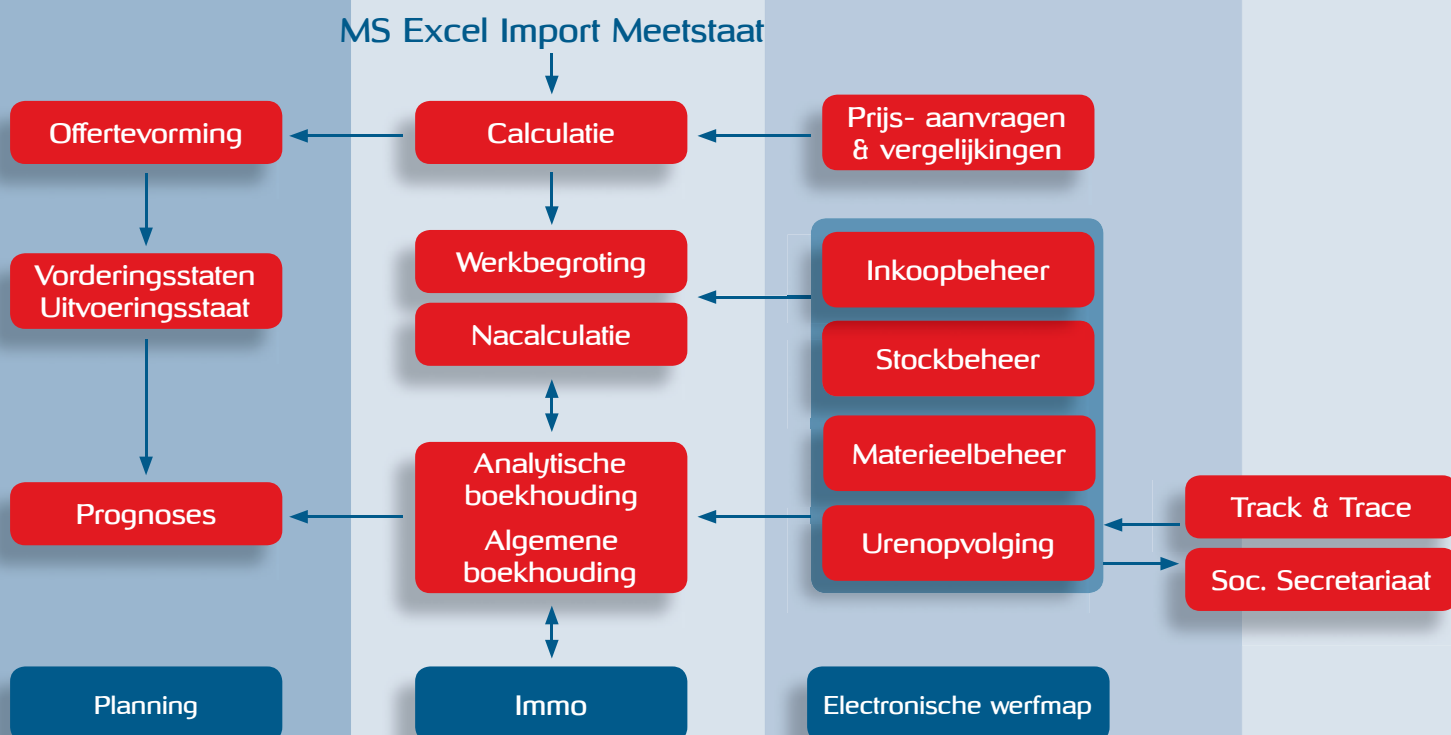 MS Excel Import Meetstaat
Offertevorming
Calculatie
Prijs- aanvragen
& vergelijkingen
Vorderingsstaten
Uitvoeringsstaat
Werkbegroting
Nacalculatie
Inkoopbeheer
Stockbeheer
Materieelbeheer
Urenopvolging
Prognoses
Analytische
boekhouding
Algemene
boekhouding
Track & Trace
Soc. Secretariaat
Planning
Immo
Electronische werfmap